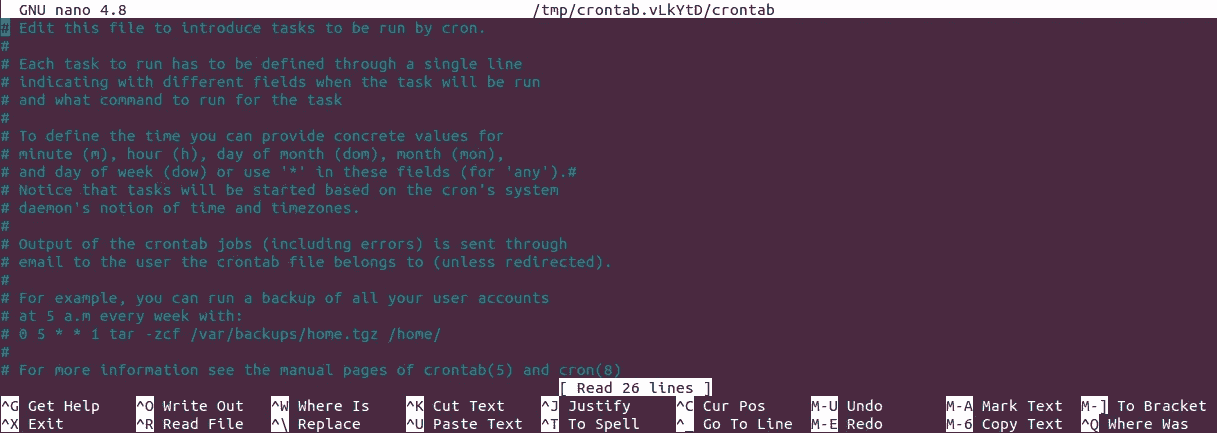 GNU nano 4.8 /tmp/crontab.vLkYtD/crontab
# Edit this file to introduce tasks to be run by cron.
#
# Each task to run has to be defined through a single line
# indicating with different fields when the task will be run
# and what command to run for the task
#
# To define the time you can provide concrete values for
# minute (m), hour (h), day of month (dom), month (mon),
# and day of week (dow) or use '*' in these fields (for 'any').#
# Notice that tasks will be started based on the cron's system
# daemon's notion of time and timezones.
#
# Output of the crontab jobs (including errors) is sent through
# email to the user the crontab file belongs to (unless redirected).
#
# For example, you can run a backup of all your user accounts
# at 5 a.m every week with:
# 0 5 * * 1 tar -zcf /var/backups/home.tgz /home/
#
# For more information see the manual pages of crontab(5) and cron(8)
[ Read 26 lines ]
^G Get Help ^O Write Out ^W Where Is ^K Cut Text ^J Justify ^C Cur Pos M-U Undo M-A Mark Text M-] To Bracket
^X Exit ^R Read File ^\ Replace ^U Paste Text ^T To Spell ^_ Go To Line M-E Redo M-6 Copy Text ^Q Where Was